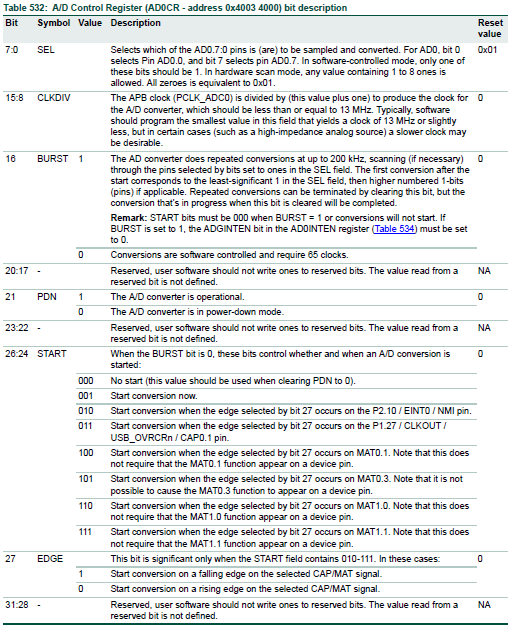 Table 532: A/D Control Register (AD0CR - address 0x4003 4000) bit description
Bit Symbol Value Description Reset
value
7:0 SEL Selects which of the AD0.7:0 pins is (are) to be sampled and converted. For AD0, bit 0 0x01
selects Pin AD0.0, and bit 7 selects pin AD0.7. In software-controlled mode, only one of
these bits should be 1. In hardware scan mode, any value containing 1 to 8 ones is
allowed. All zeroes is equivalent to 0x01.
15:8 CLKDIV The APB clock (PCLK_ADC0) is divided by (this value plus one) to produce the clock for 0
the A/D converter, which should be less than or equal to 13 MHz. Typically, software
should program the smallest value in this field that yields a clock of 13 MHz or slightly
less, but in certain cases (such as a high-impedance analog source) a slower clock may
be desirable.
16 BURST 1 The AD converter does repeated conversions at up to 200 kHz, scanning (if necessary) 0
through the pins selected by bits set to ones in the SEL field. The first conversion after the
start corresponds to the least-significant 1 in the SEL field, then higher numbered 1-bits
(pins) if applicable. Repeated conversions can be terminated by clearing this bit, but the
conversion that's in progress when this bit is cleared will be completed.
Remark: START bits must be 000 when BURST = 1 or conversions will not start. If
BURST is set to 1, the ADGINTEN bit in the AD0INTEN register (Table 534) must be set
to 0.
0 Conversions are software controlled and require 65 clocks.
20:17 - Reserved, user software should not write ones to reserved bits. The value read from a NA
reserved bit is not defined.
21 PDN 1 The A/D converter is operational. 0
0 The A/D converter is in power-down mode.
23:22 - Reserved, user software should not write ones to reserved bits. The value read from a NA
reserved bit is not defined.
26:24 START When the BURST bit is 0, these bits control whether and when an A/D conversion is 0
started:
000 No start (this value should be used when clearing PDN to 0).
001 Start conversion now.
010 Start conversion when the edge selected by bit 27 occurs on the P2.10 / EINT0 / NMI pin.
011 Start conversion when the edge selected by bit 27 occurs on the P1.27 / CLKOUT /
USB_OVRCRn / CAP0.1 pin.
100 Start conversion when the edge selected by bit 27 occurs on MAT0.1. Note that this does
not require that the MAT0.1 function appear on a device pin.
101 Start conversion when the edge selected by bit 27 occurs on MAT0.3. Note that it is not
possible to cause the MAT0.3 function to appear on a device pin.
110 Start conversion when the edge selected by bit 27 occurs on MAT1.0. Note that this does
not require that the MAT1.0 function appear on a device pin.
111 Start conversion when the edge selected by bit 27 occurs on MAT1.1. Note that this does
not require that the MAT1.1 function appear on a device pin.
27 EDGE This bit is significant only when the START field contains 010-111. In these cases: 0
1 Start conversion on a falling edge on the selected CAP/MAT signal.
0 Start conversion on a rising edge on the selected CAP/MAT signal.
31:28 - Reserved, user software should not write ones to reserved bits. The value read from a NA
reserved bit is not defined.